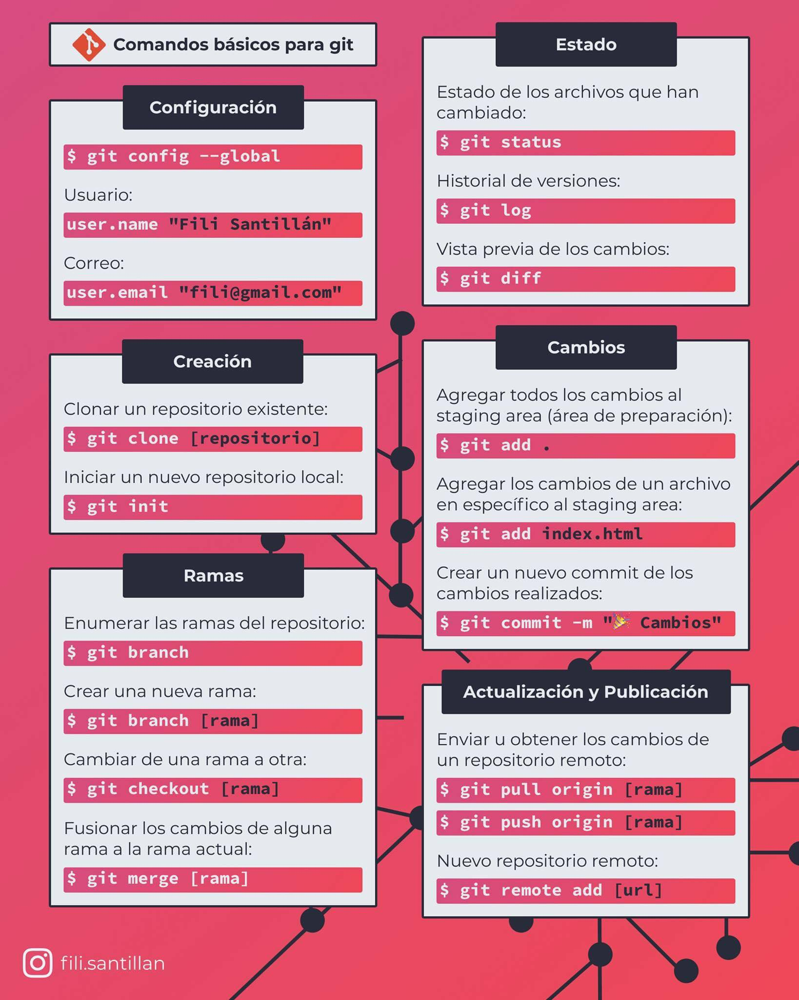 Comandos básicos para git
Configuración
$ git config --global
Usuario:
user.name "Fili Santillán"
Correo:
user.email "fili@gmail.com"
Creación
Clonar un repositorio existente:
$ git clone [repositorio]
Iniciar un nuevo repositorio local:
$ git init
Ramas
Enumerar las ramas del repositorio:
$ git branch
Crear una nueva rama:
$ git branch [rama]
Cambiar de una rama a otra:
$ git checkout [rama]
Fusionar los cambios de alguna
rama a la rama actual:
$ git merge [rama]
Estado
Estado de los archivos que han
cambiado:
$ git status
Historial de versiones:
$ git log
Vista previa de los cambios:
$ git diff
Cambios
Agregar todos los cambios al
staging area (área de preparación):
$ git add .
Agregar los cambios de un archivo
en específico al staging area:
$ git add index.html
Crear un nuevo commit de los
cambios realizados:
$ git commit -m "🎉 Cambios"
Actualización y Publicación
Enviar u obtener los cambios de
un repositorio remoto:
$ git pull origin [rama]
$ git push origin [rama]
Nuevo repositorio remoto:
$ git remote add [url]
fili.santillan